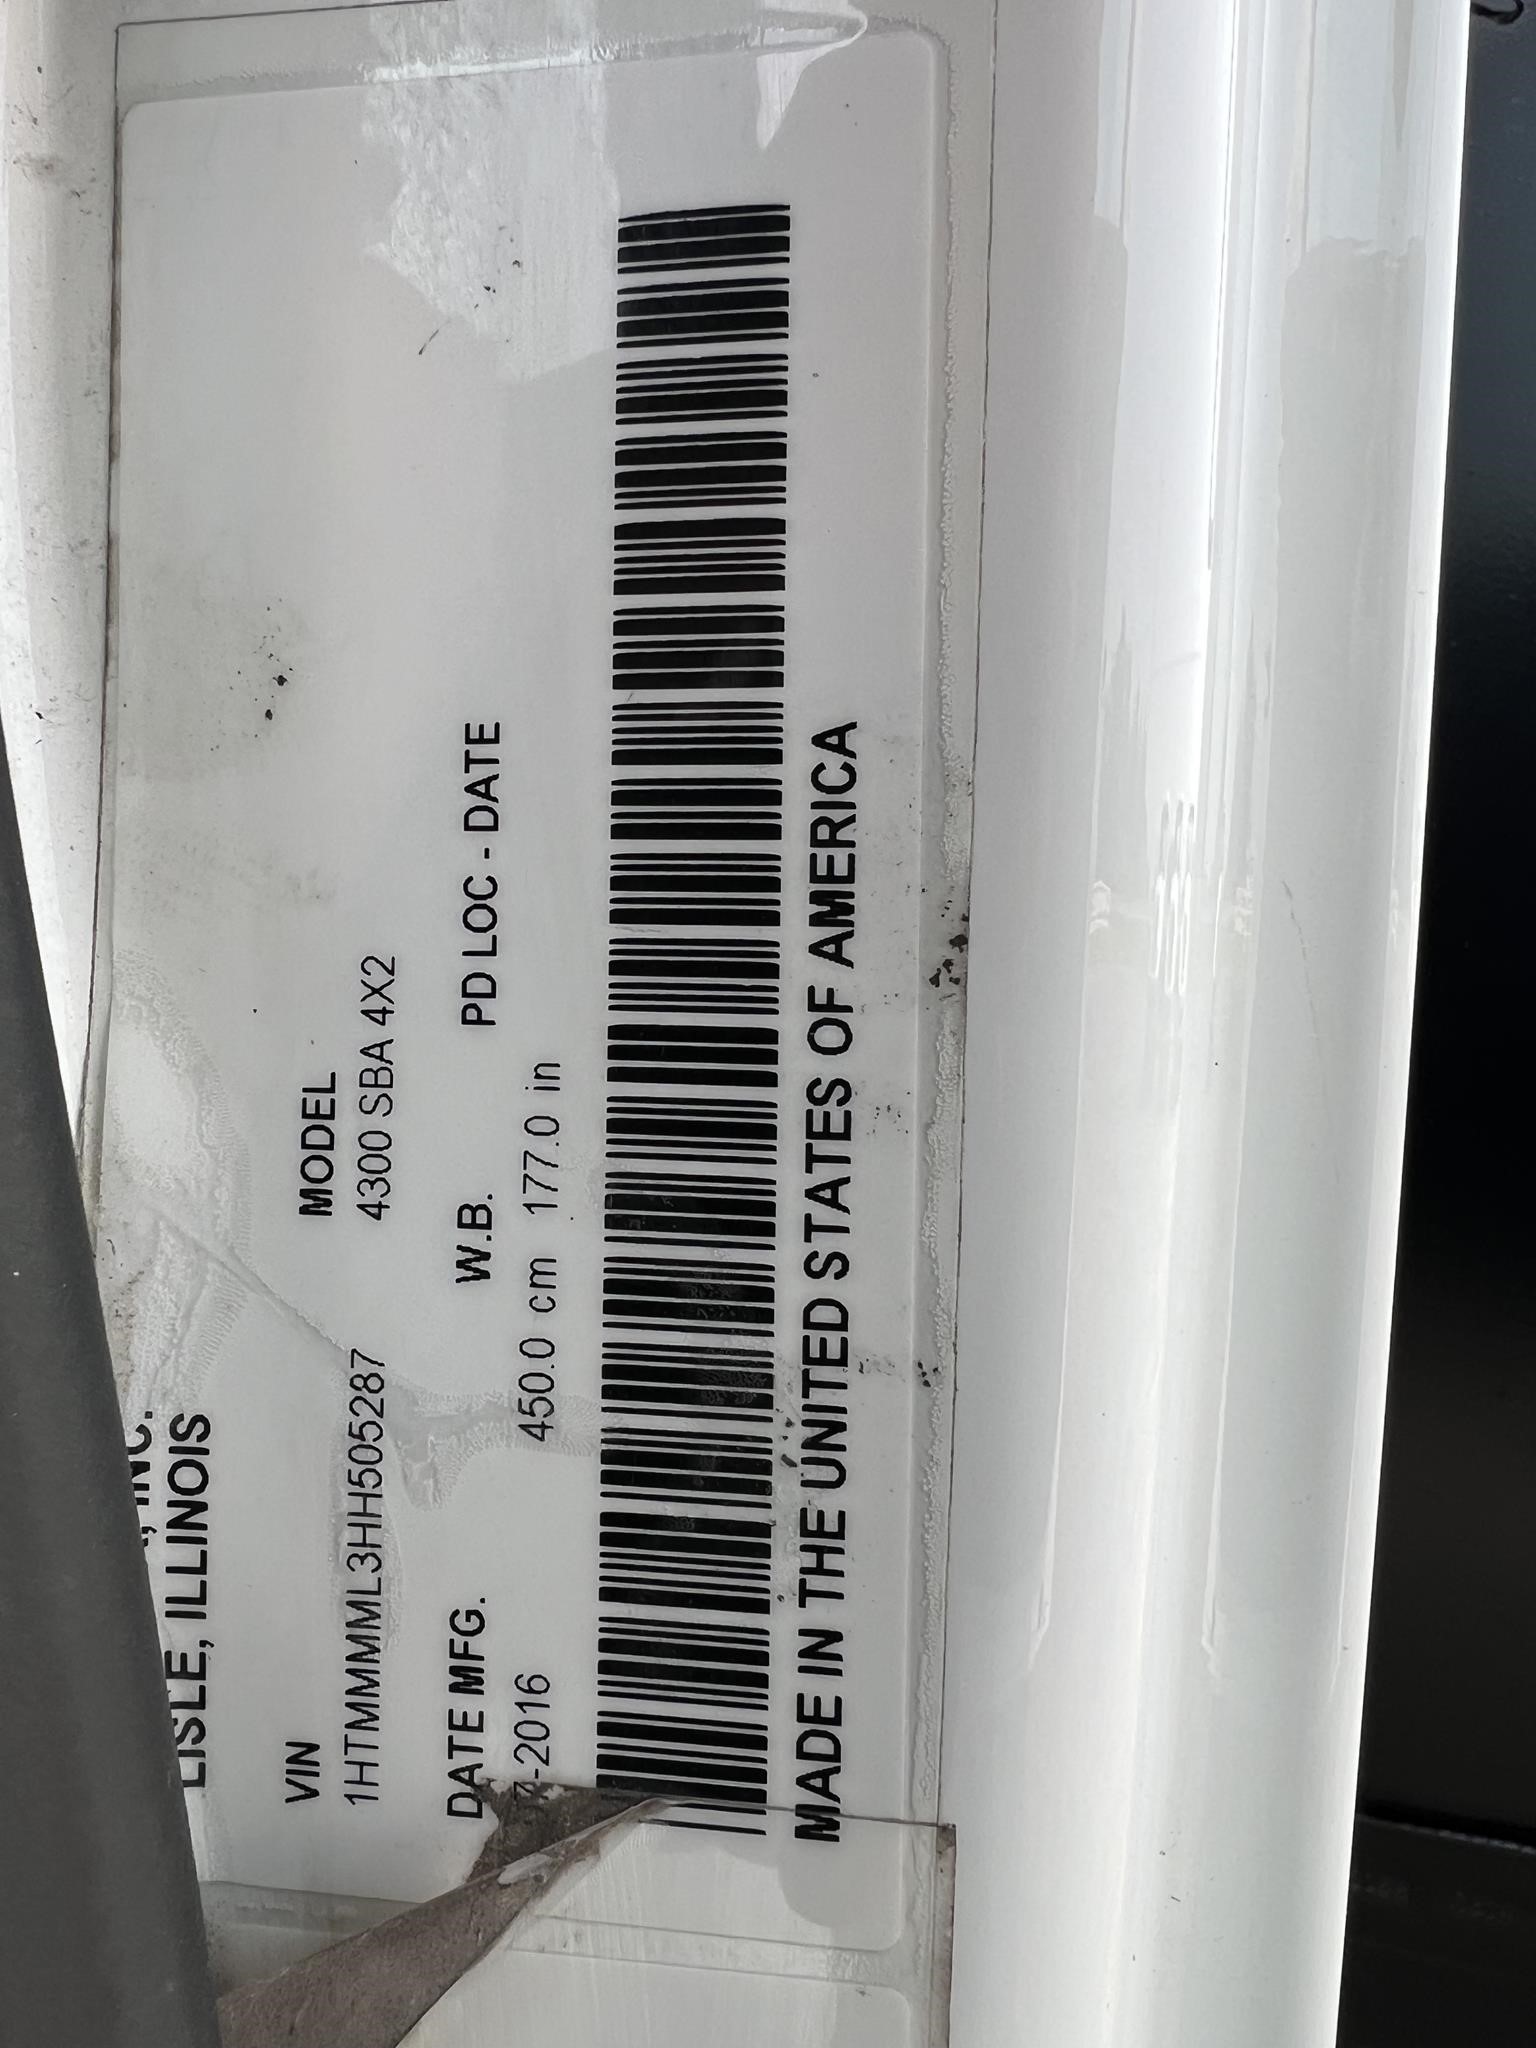 , INC.
LISLE, ILLINOIS
VIN MODEL
1HTMMMML3HH505287 4300 SBA 4X2
DATE MFG. W.B. PD LOC - DATE
-2016 450.0 cm 177.0 in
MADE IN THE UNITED STATES OF AMERICA